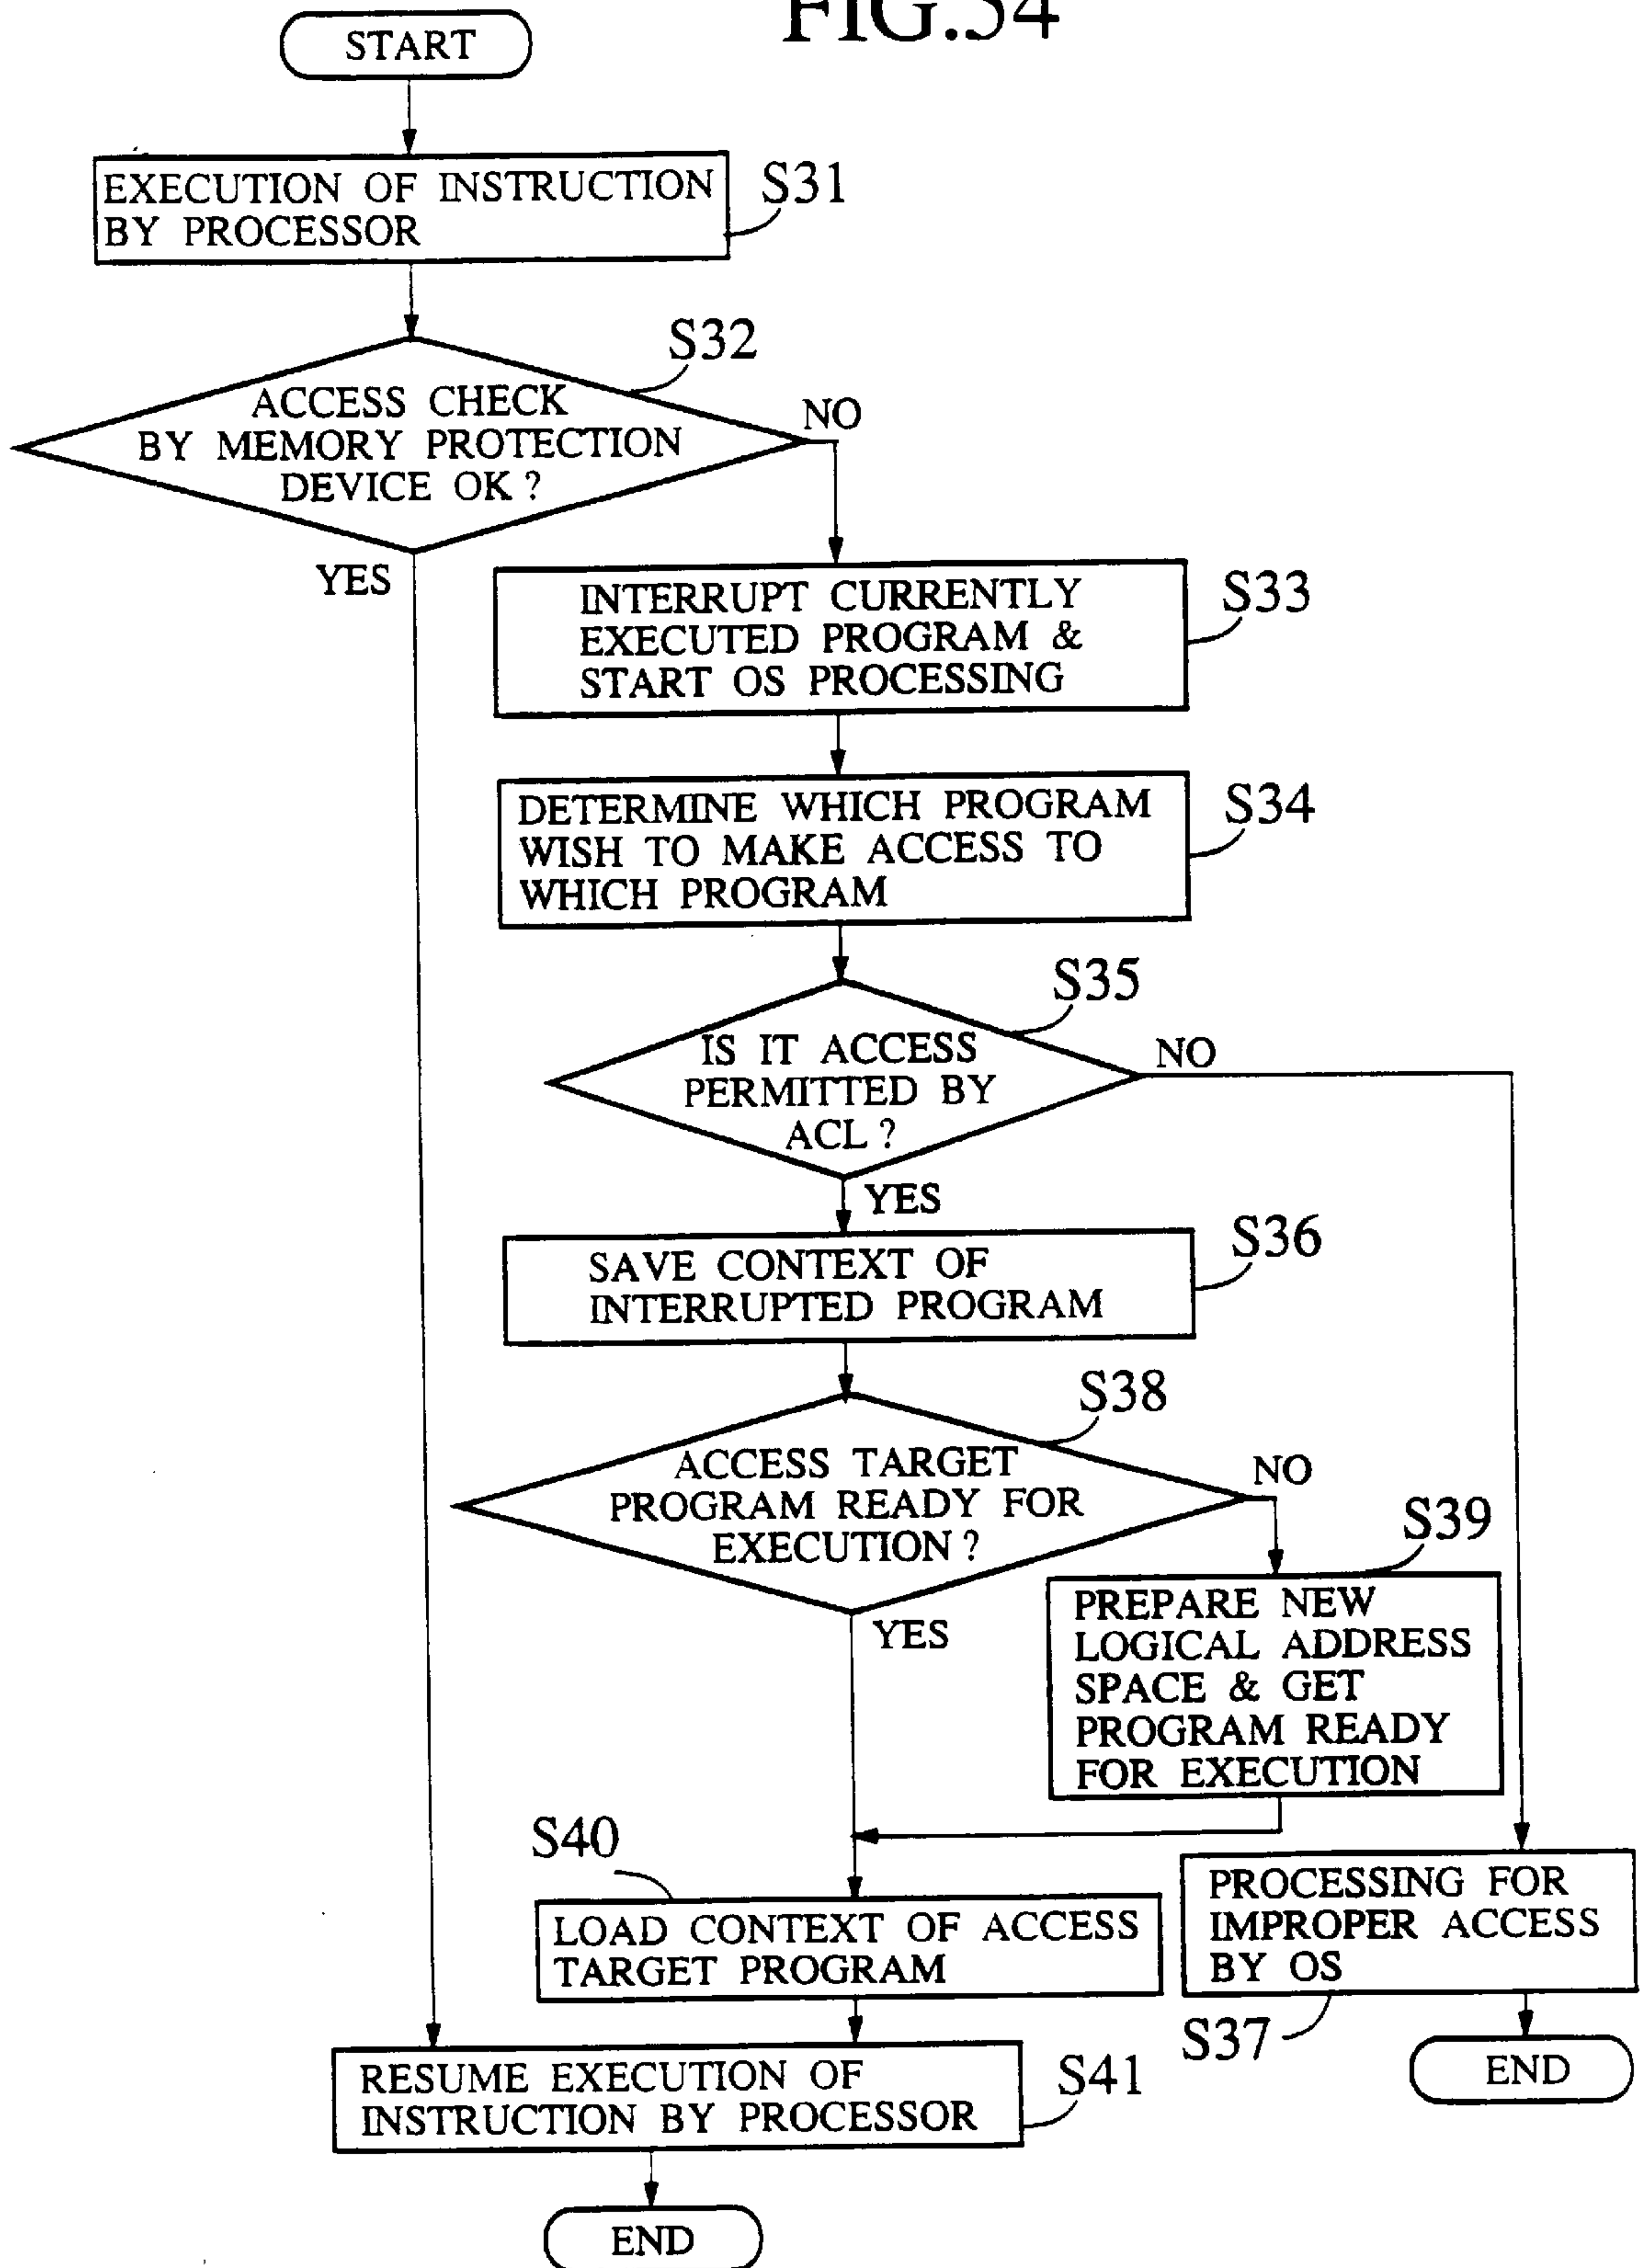 FIG.54
START
EXECUTION OF INSTRUCTION
BY PROCESSOR
S31
S32
ACCESS CHECK
BY MEMORY PROTECTION
DEVICE OK?
NO
YES
INTERRUPT CURRENTLY
EXECUTED PROGRAM &
START OS PROCESSING
S33
DETERMINE WHICH PROGRAM
WISH TO MAKE ACCESS TO
WHICH PROGRAM
S34
S35
IS IT ACCESS
PERMITTED BY
ACL?
NO
YES
SAVE CONTEXT OF
INTERRUPTED PROGRAM
S36
S38
ACCESS TARGET
PROGRAM READY FOR
EXECUTION?
NO
YES
S39
PREPARE NEW
LOGICAL ADDRESS
SPACE & GET
PROGRAM READY
FOR EXECUTION
S40
LOAD CONTEXT OF ACCESS
TARGET PROGRAM
PROCESSING FOR
IMPROPER ACCESS
BY OS
S37
END
RESUME EXECUTION OF
INSTRUCTION BY PROCESSOR
S41
END